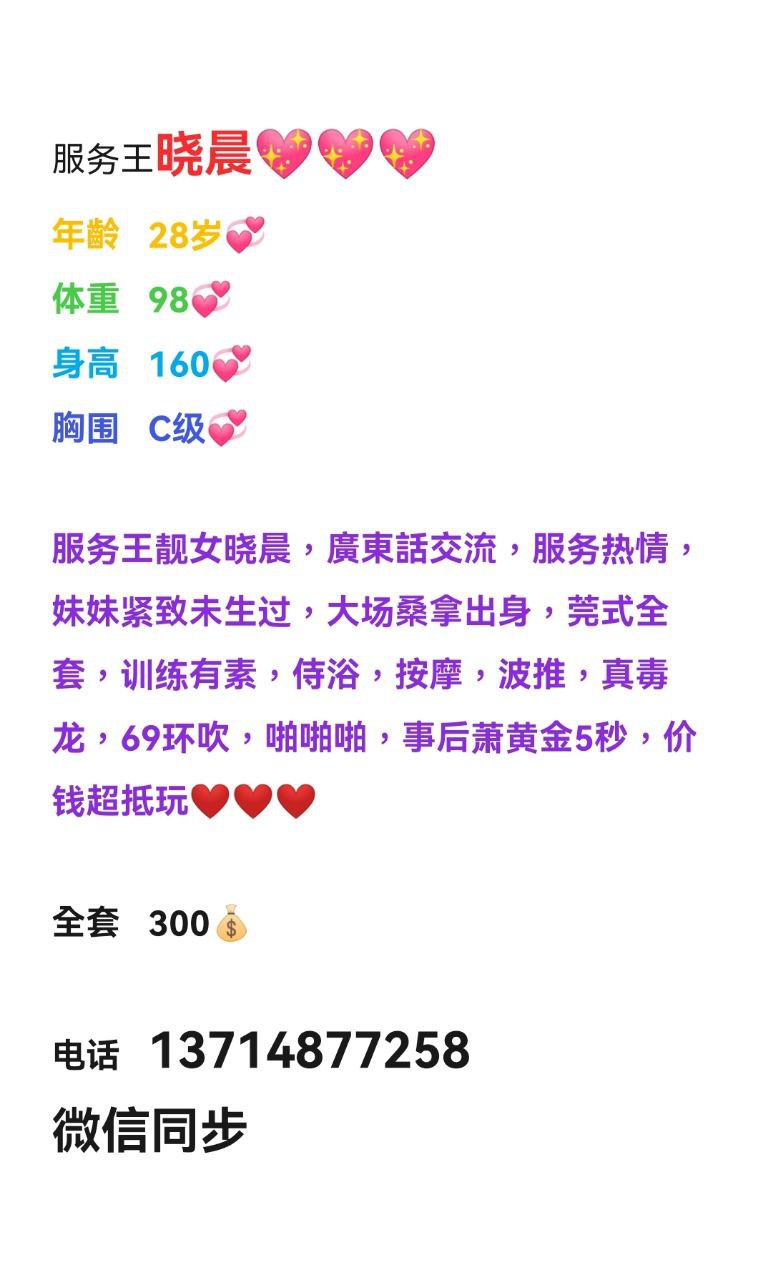 服务王晓晨💖💖💖
年龄 28岁💞
体重 98💞
身高 160💞
胸围 C级💞
服务王靓女晓晨，廣東話交流，服务热情，
妹妹紧致未生过，大场桑拿出身，莞式全
套，训练有素，侍浴，按摩，波推，真毒
龙，69环吹，啪啪啪，事后萧黄金5秒，价
钱超抵玩❤️❤️❤️
全套 300💰
电话 13714877258
微信同步